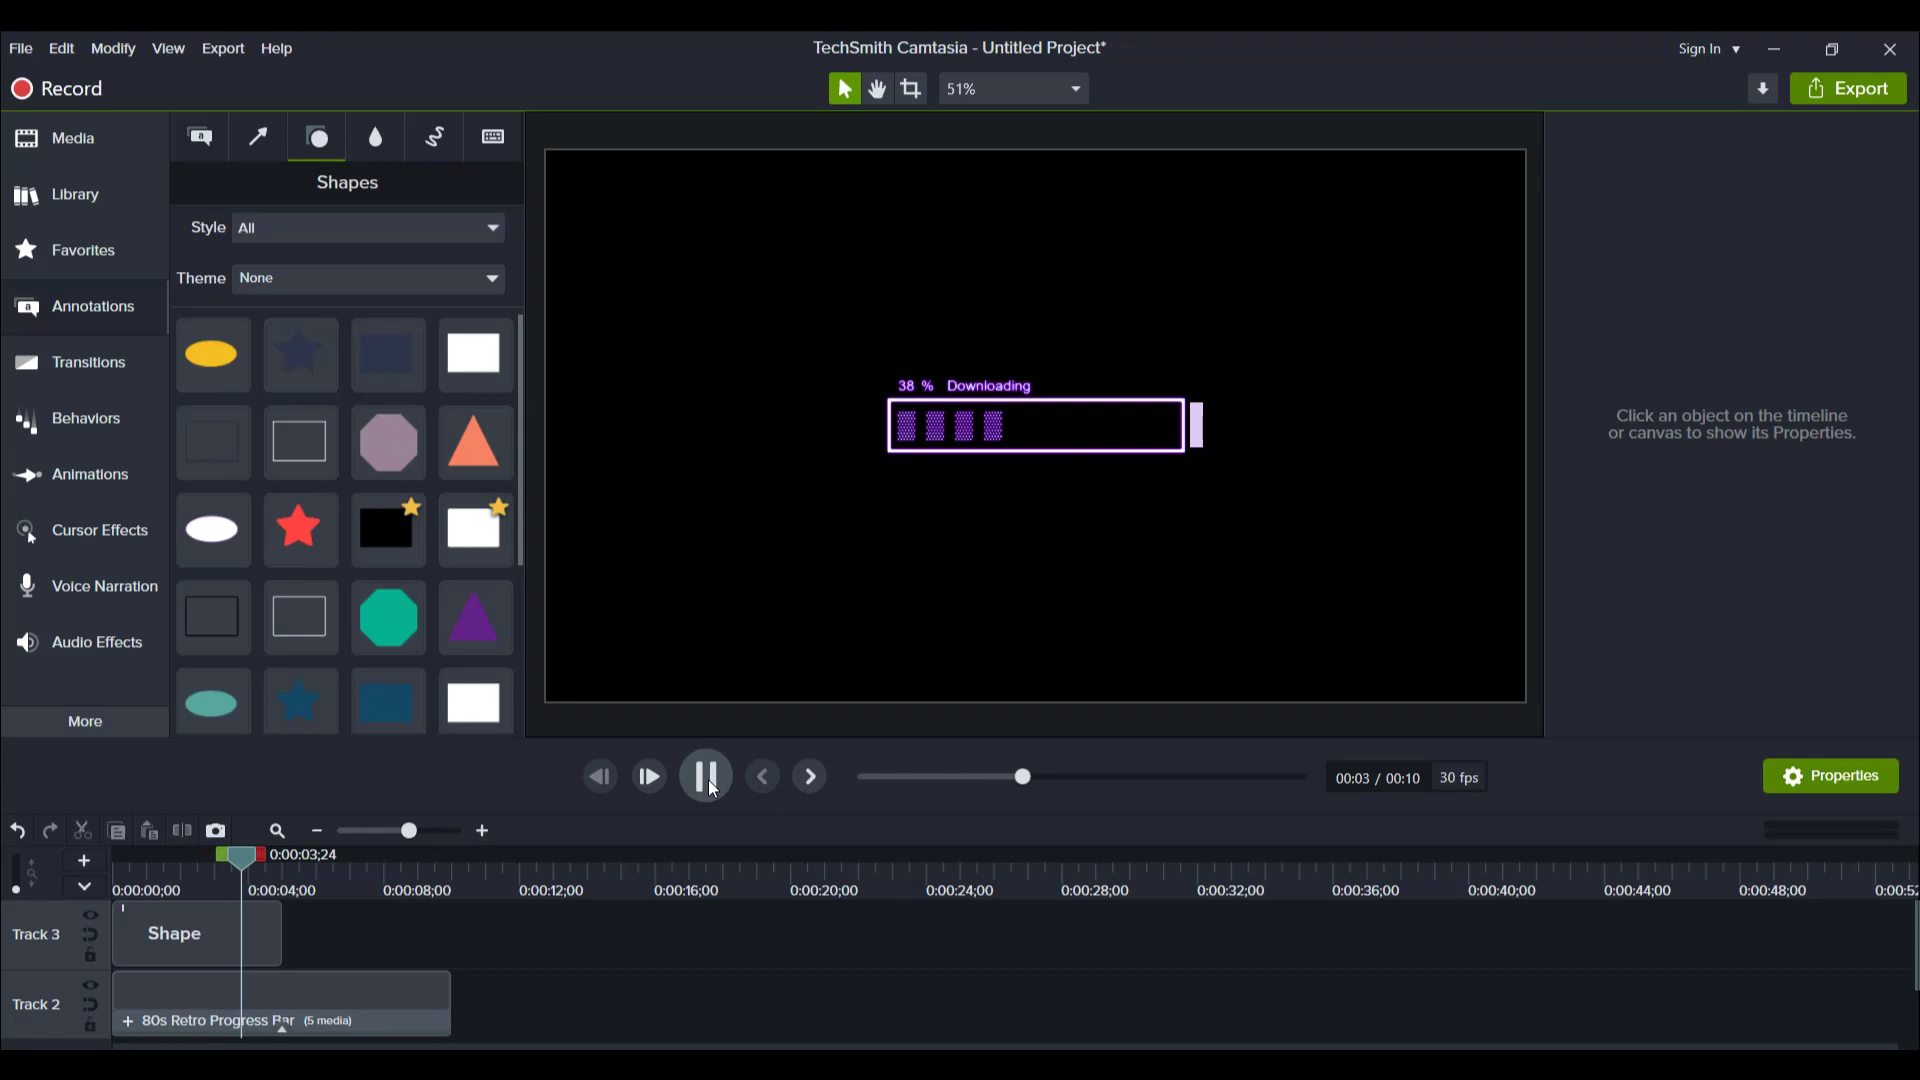 File Edit Modify View Export Help
TechSmith Camtasia - Untitled Project*
Sign In
Record
51%
Export
Media
Library
Favorites
Annotations
Transitions
Behaviors
Animations
Cursor Effects
Voice Narration
Audio Effects
More
a
a
Shapes
Style All
Theme None
38 % Downloading
Click an object on the timeline
or canvas to show its Properties.
00:03 / 00:10 30 fps
Properties
0:00:03;24
0:00:00;00 0:00:04;00 0:00:08;00 0:00:12;00 0:00:16;00 0:00:20;00 0:00:24;00 0:00:28;00 0:00:32;00 0:00:36;00 0:00:40;00 0:00:44;00 0:00:48;00 0:00:52
Track 3
Shape
Track 2
+ 80s Retro Progress Bar (5 media)